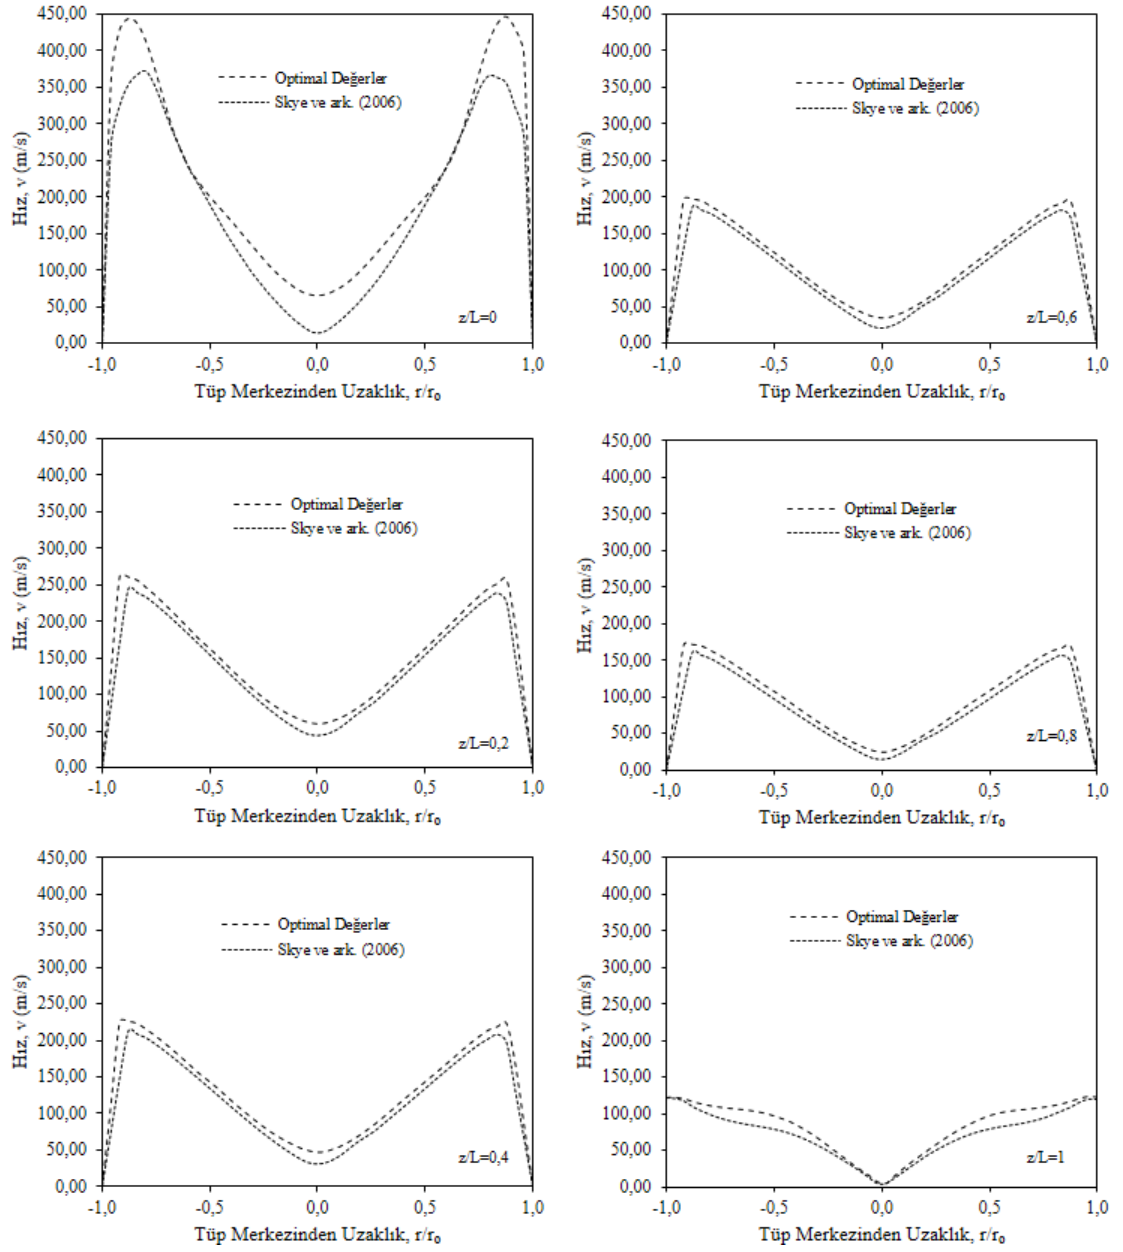 450,00
400,00
350,00
300,00
250,00
200,00
150,00
100,00
50,00
0,00
Hız, v (m/s)
Optimal Değerler
Skye ve ark. (2006)
z/L=0
-1,0 -0,5 0,0 0,5 1,0
Tüp Merkezinden Uzaklık, r/r₀
450,00
400,00
350,00
300,00
250,00
200,00
150,00
100,00
50,00
0,00
Hız, v (m/s)
Optimal Değerler
Skye ve ark. (2006)
z/L=0,6
-1,0 -0,5 0,0 0,5 1,0
Tüp Merkezinden Uzaklık, r/r₀
450,00
400,00
350,00
300,00
250,00
200,00
150,00
100,00
50,00
0,00
Hız, v (m/s)
Optimal Değerler
Skye ve ark. (2006)
z/L=0,2
-1,0 -0,5 0,0 0,5 1,0
Tüp Merkezinden Uzaklık, r/r₀
450,00
400,00
350,00
300,00
250,00
200,00
150,00
100,00
50,00
0,00
Hız, v (m/s)
Optimal Değerler
Skye ve ark. (2006)
z/L=0,8
-1,0 -0,5 0,0 0,5 1,0
Tüp Merkezinden Uzaklık, r/r₀
450,00
400,00
350,00
300,00
250,00
200,00
150,00
100,00
50,00
0,00
Hız, v (m/s)
Optimal Değerler
Skye ve ark. (2006)
z/L=0,4
-1,0 -0,5 0,0 0,5 1,0
Tüp Merkezinden Uzaklık, r/r₀
450,00
400,00
350,00
300,00
250,00
200,00
150,00
100,00
50,00
0,00
Hız, v (m/s)
Optimal Değerler
Skye ve ark. (2006)
z/L=1
-1,0 -0,5 0,0 0,5 1,0
Tüp Merkezinden Uzaklık, r/r₀